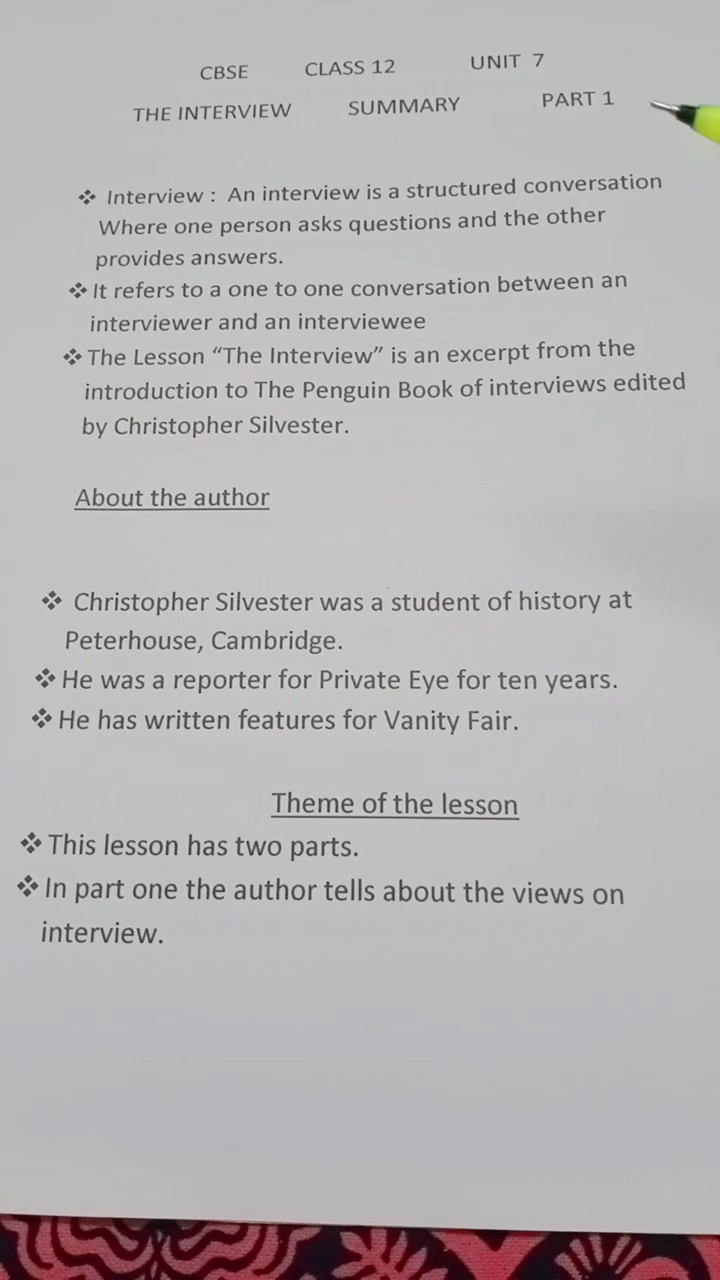 CBSE CLASS 12 UNIT 7
THE INTERVIEW SUMMARY PART 1
❖ Interview : An interview is a structured conversation
Where one person asks questions and the other
provides answers.
❖ It refers to a one to one conversation between an
interviewer and an interviewee
❖ The Lesson “The Interview” is an excerpt from the
introduction to The Penguin Book of interviews edited
by Christopher Silvester.
About the author
❖ Christopher Silvester was a student of history at
Peterhouse, Cambridge.
❖ He was a reporter for Private Eye for ten years.
❖ He has written features for Vanity Fair.
Theme of the lesson
❖ This lesson has two parts.
❖ In part one the author tells about the views on
interview.